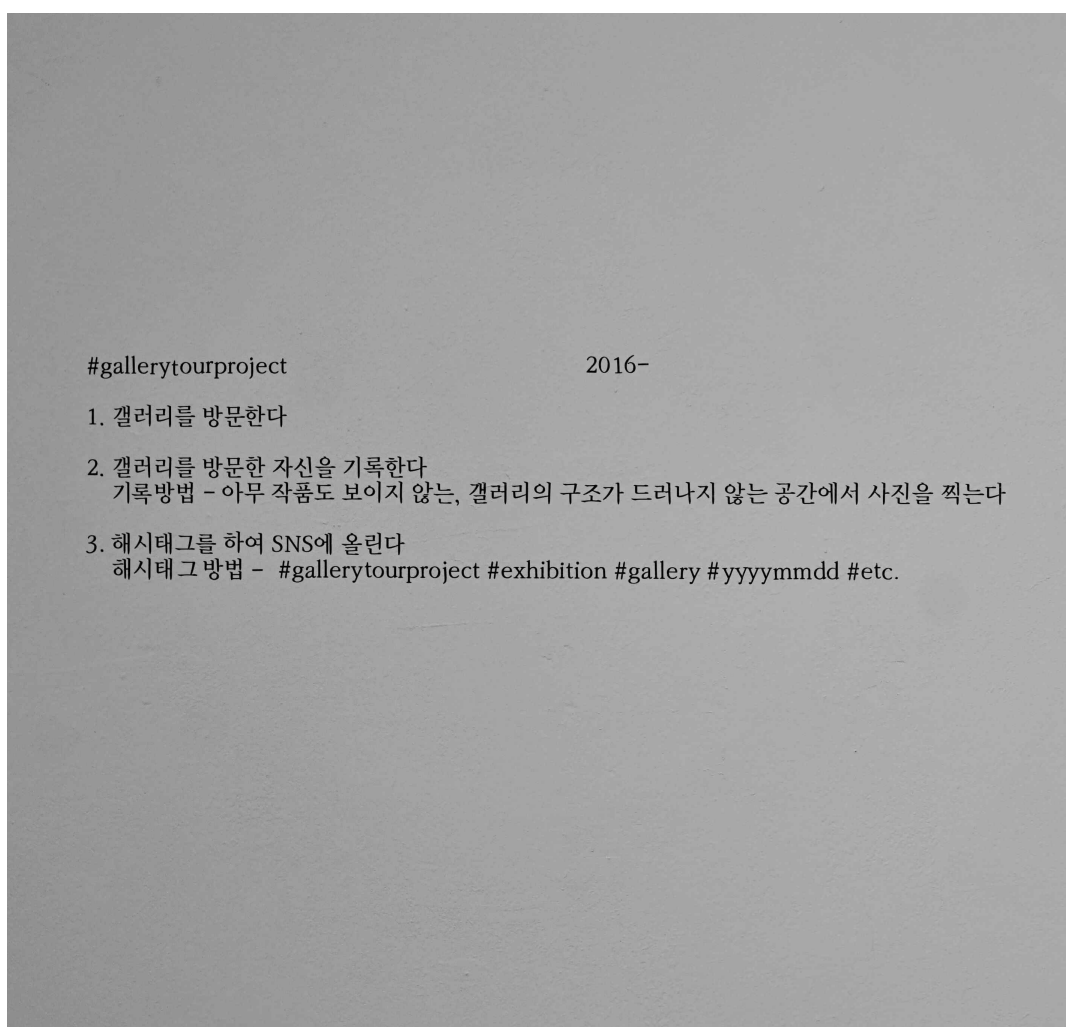 #gallerytourproject 2016-
1. 갤러리를 방문한다
2. 갤러리를 방문한 자신을 기록한다
기록방법 - 아무 작품도 보이지 않는, 갤러리의 구조가 드러나지 않는 공간에서 사진을 찍는다
3. 해시태그를 하여 SNS에 올린다
해시태그 방법 - #gallerytourproject #exhibition #gallery #yyyymmdd #etc.